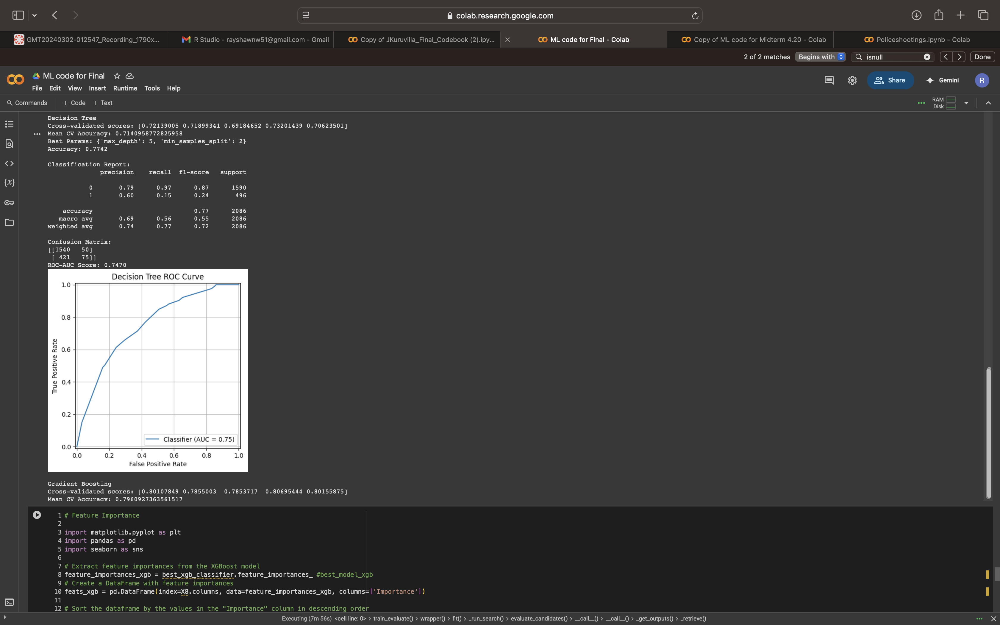 colab.research.google.com
GMT20240302-012547_Recording_1790x...
R Studio - rayshawnw51@gmail.com - Gmail
Copy of JKuruvilla_Final_Codebook (2).ipy...
ML code for Final - Colab
Copy of ML code for Midterm 4.20 - Colab
Policeshootings.ipynb - Colab
2 of 2 matches Begins with isnull Done
ML code for Final
Share Gemini R
File Edit View Insert Runtime Tools Help
Commands + Code + Text
RAM
Disk
Decision Tree
Cross-validated scores: [0.72139005 0.71899341 0.69184652 0.73201439 0.70623501]
Mean CV Accuracy: 0.7140958772825958
Best Params: {'max_depth': 5, 'min_samples_split': 2}
Accuracy: 0.7742
Classification Report:
precision recall f1-score support
0 0.79 0.97 0.87 1590
1 0.60 0.15 0.24 496
accuracy 0.77 2086
macro avg 0.69 0.56 0.55 2086
weighted avg 0.74 0.77 0.72 2086
Confusion Matrix:
[[1540 50]
[ 421 75]]
ROC-AUC Score: 0.7470
Decision Tree ROC Curve
1.0
0.8
0.6
0.4
0.2
0.0
True Positive Rate
Classifier (AUC = 0.75)
0.0 0.2 0.4 0.6 0.8 1.0
False Positive Rate
Gradient Boosting
Cross-validated scores: [0.80107849 0.7855003 0.7853717 0.80695444 0.80155875]
Mean CV Accuracy: 0.7960927363561517
1 # Feature Importance
2
3 import matplotlib.pyplot as plt
4 import pandas as pd
5 import seaborn as sns
6
7 # Extract feature importances from the XGBoost model
8 feature_importances_xgb = best_xgb_classifier.feature_importances_ #best_model_xgb
9 # Create a DataFrame with feature importances
10 feats_xgb = pd.DataFrame(index=X8.columns, data=feature_importances_xgb, columns=['Importance'])
11
12 # Sort the dataframe by the values in the "Importance" column in descending order
Executing (7m 56s) <cell line: 0> > train_evaluate() > wrapper() > fit() > _run_search() > evaluate_candidates() > __call__() > __call__() > _get_outputs() > _retrieve()